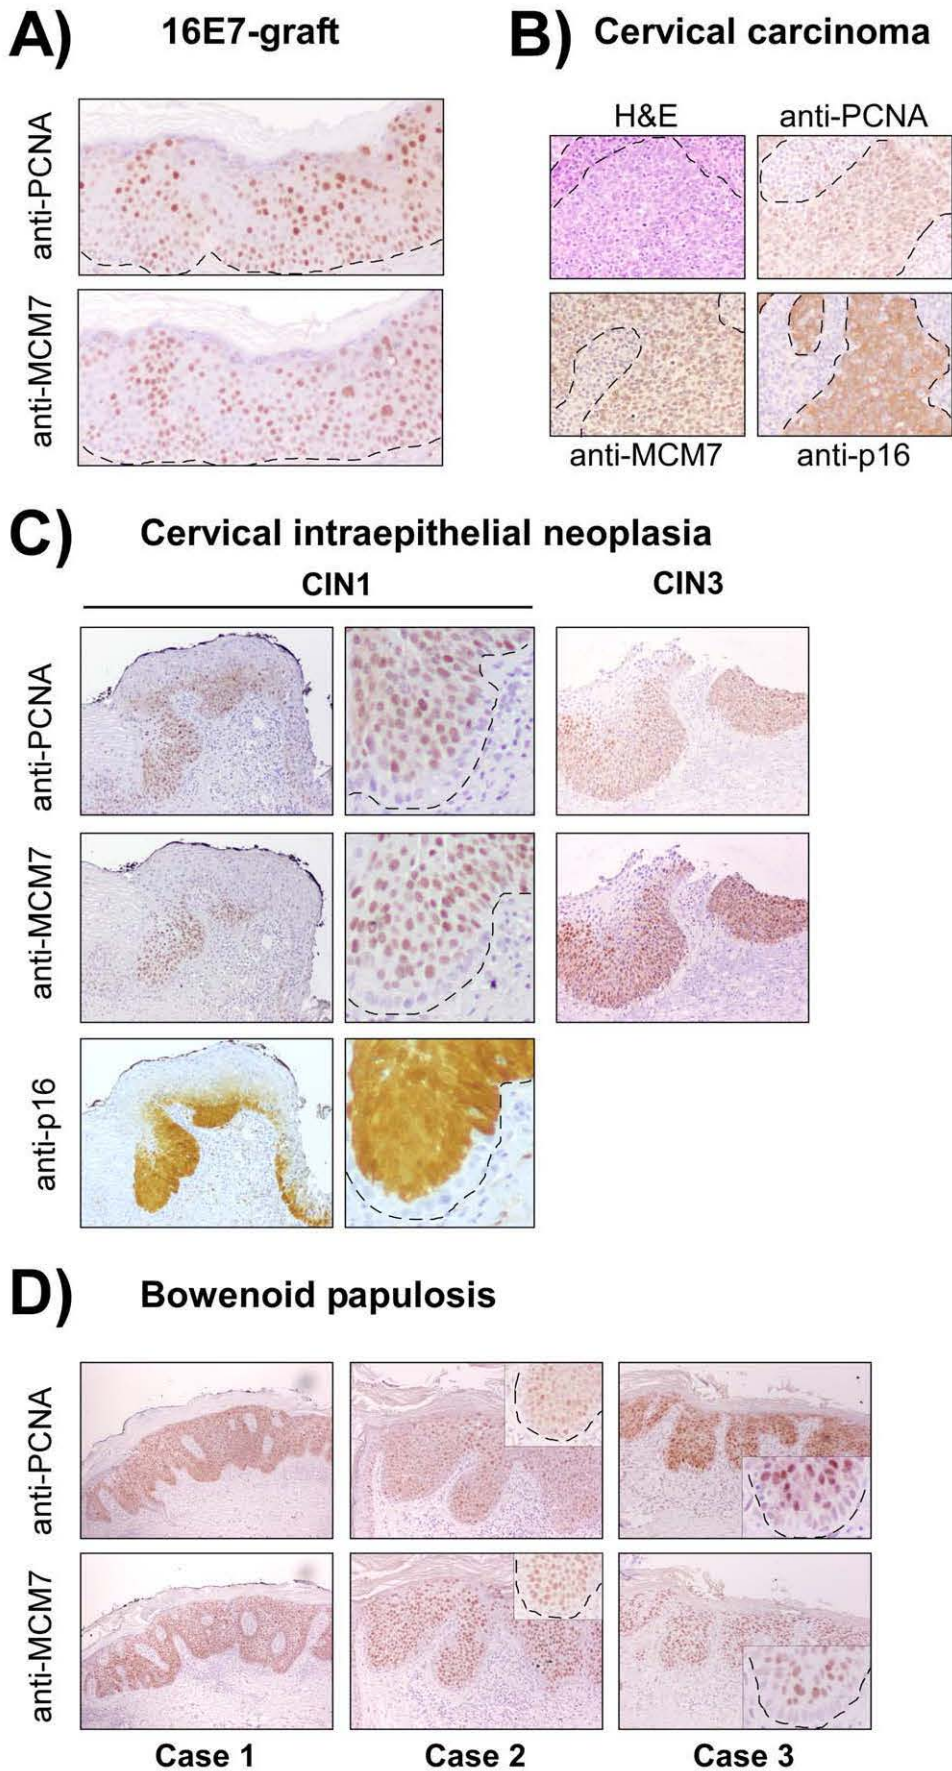 A) 16E7-graft
anti-PCNA
anti-MCM7
B) Cervical carcinoma
H&E
anti-PCNA
anti-MCM7
anti-p16
C) Cervical intraepithelial neoplasia
CIN1
CIN3
anti-PCNA
anti-MCM7
anti-p16
D) Bowenoid papulosis
anti-PCNA
anti-MCM7
Case 1
Case 2
Case 3